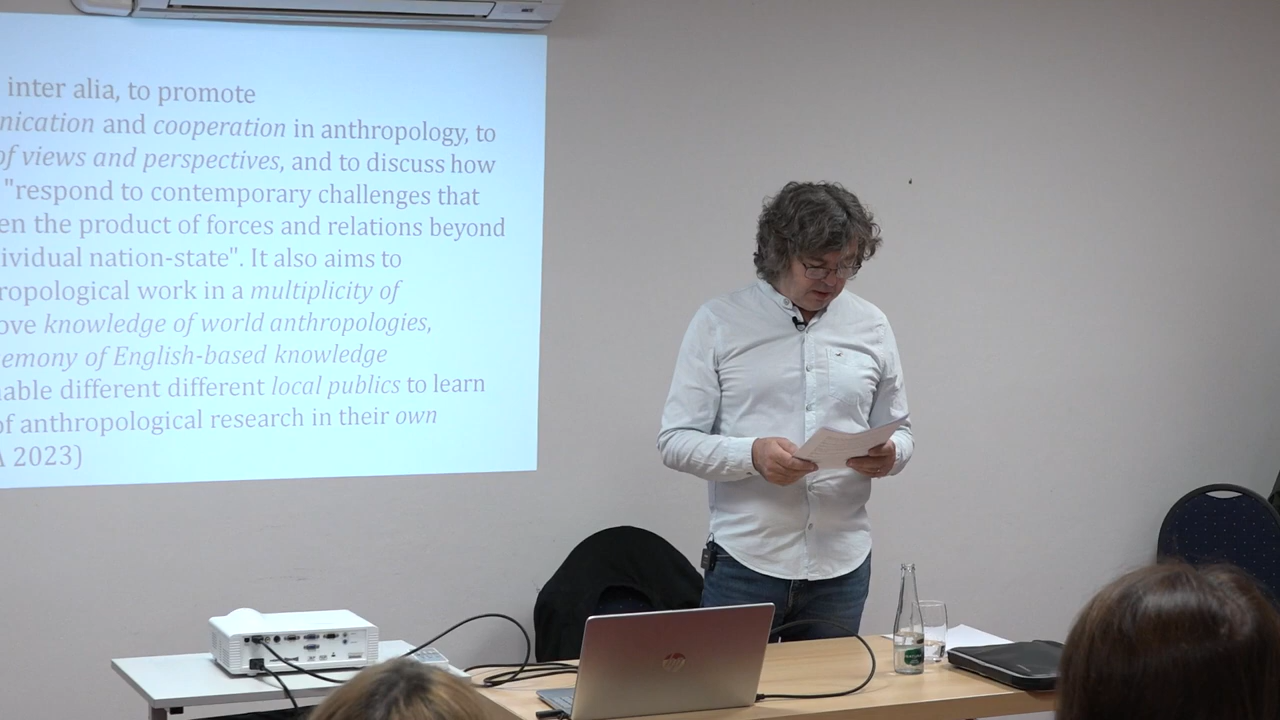 inter alia, to promote
nication and cooperation in anthropology, to
of views and perspectives, and to discuss how
"respond to contemporary challenges that
en the product of forces and relations beyond
ividual nation-state". It also aims to
ropological work in a multiplicity of
ove knowledge of world anthropologies,
emony of English-based knowledge
nable different different local publics to learn
of anthropological research in their own
A 2023)
hp